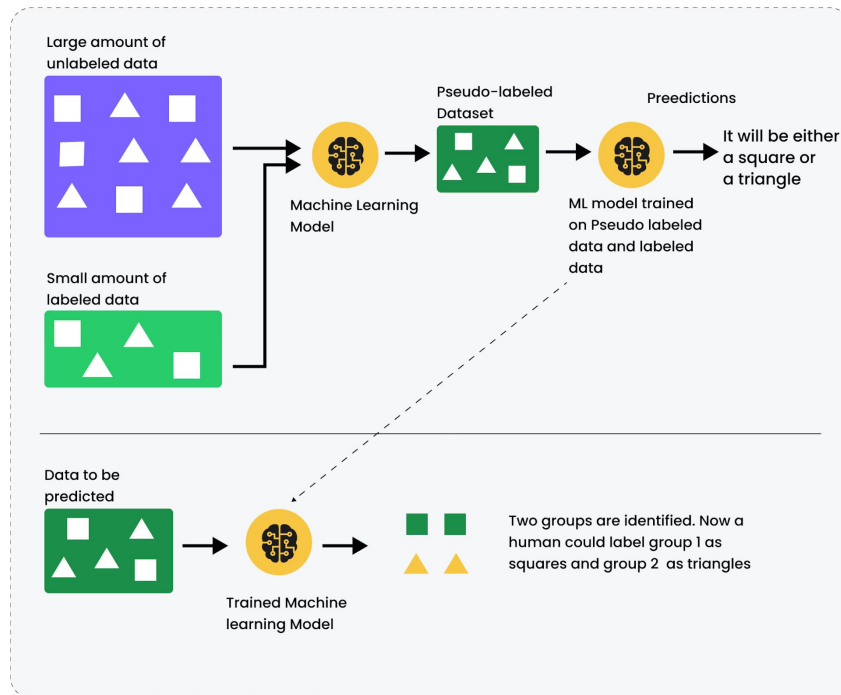 Large amount of
unlabeled data
Pseudo-labeled
Dataset
Preedictions
It will be either
a square or
a triangle
Machine Learning
Model
ML model trained
on Pseudo labeled
data and labeled
data
Small amount of
labeled data
Data to be
predicted
Trained Machine
learning Model
Two groups are identified. Now a
human could label group 1 as
squares and group 2 as triangles